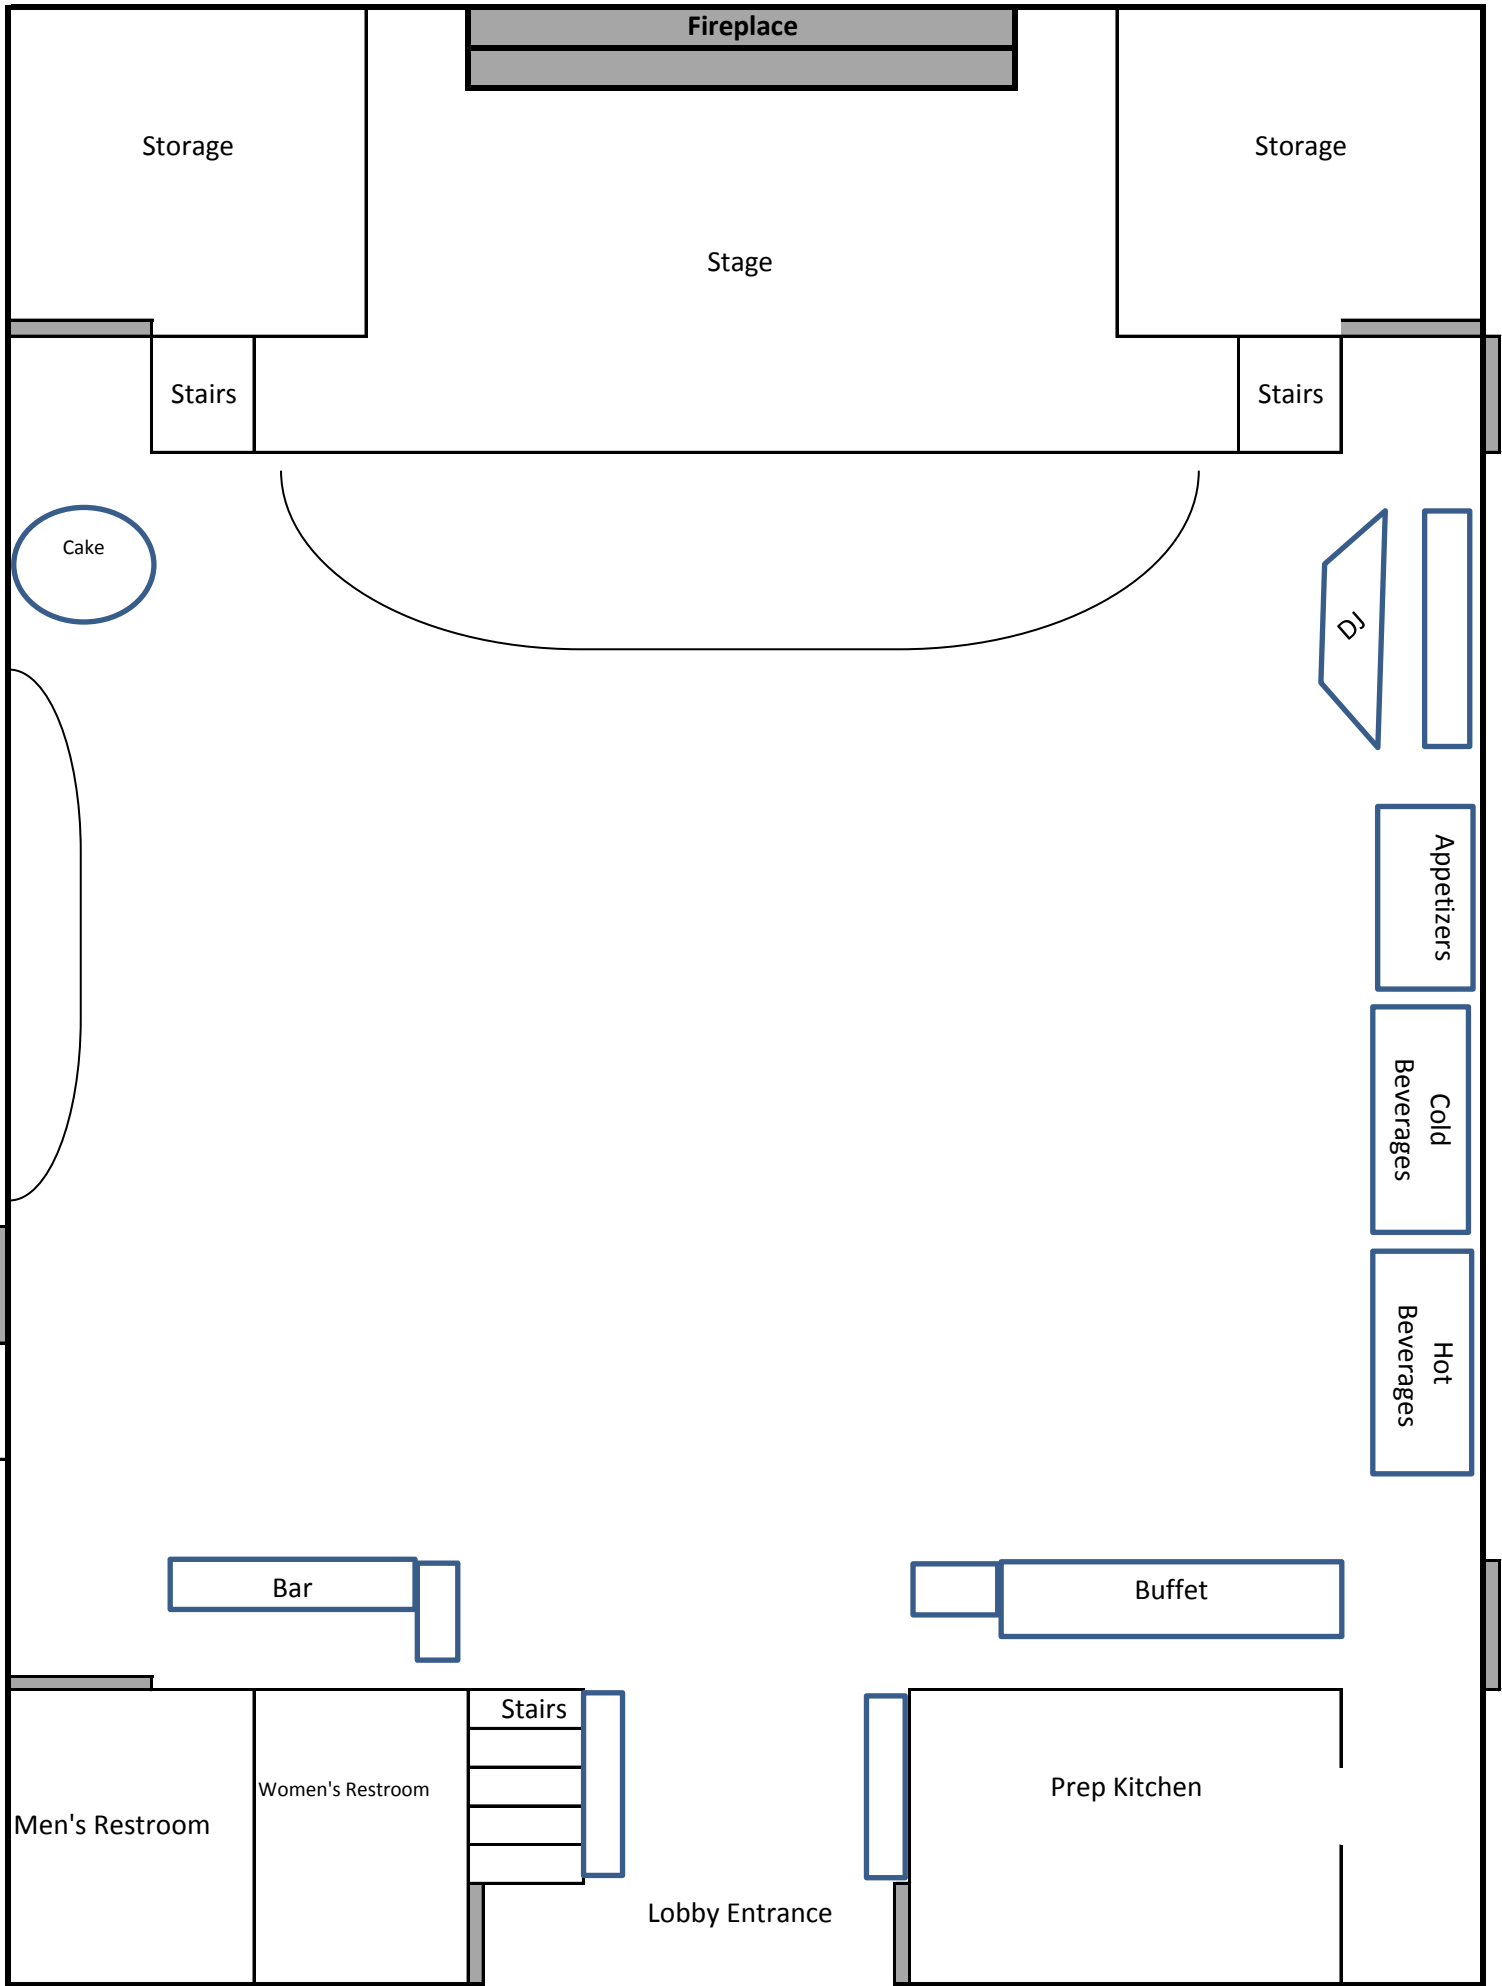 Fireplace
Storage
Storage
Stage
Stairs
Stairs
Cake
DJ
Appetizers
Cold
Beverages
Hot
Beverages
Bar
Buffet
Stairs
Women's Restroom
Prep Kitchen
Men's Restroom
Lobby Entrance